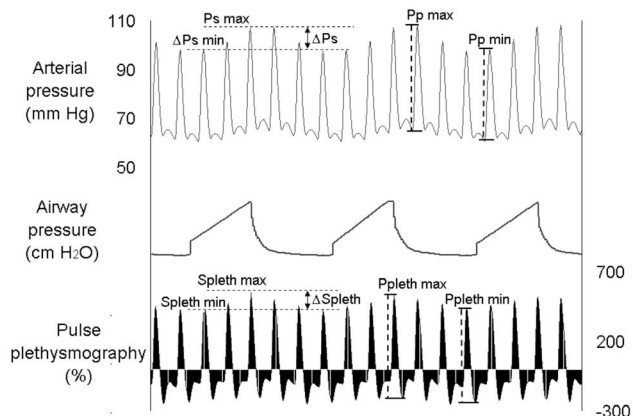 110
90
70
50
Arterial
pressure
(mm Hg)
Ps max
ΔPs min
ΔPs
Pp max
Pp min
Airway
pressure
(cm H2O)
700
200
-300
Spleth max
Spleth min
ΔSpleth
Ppleth max
Ppleth min
Pulse
plethysmography
(%)